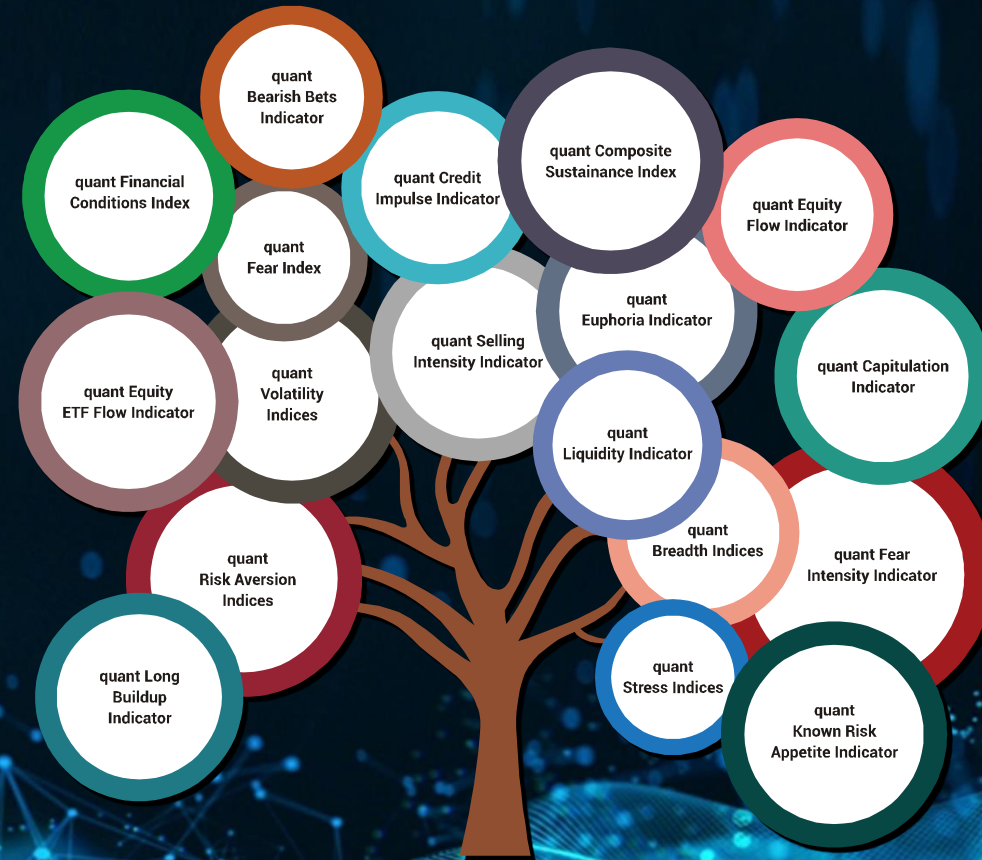 quant
Bearish Bets
Indicator
quant Financial
Conditions Index
quant Credit
Impulse Indicator
quant Composite
Sustainance Index
quant Equity
Flow Indicator
quant
Fear Index
quant
Euphoria Indicator
quant Selling
Intensity Indicator
quant Capitulation
Indicator
quant Equity
ETF Flow Indicator
quant
Volatility
Indices
quant
Liquidity Indicator
quant
Breadth Indices
quant Fear
Intensity Indicator
quant
Risk Aversion
Indices
quant Long
Buildup
Indicator
quant
Stress Indices
quant
Known Risk
Appetite Indicator